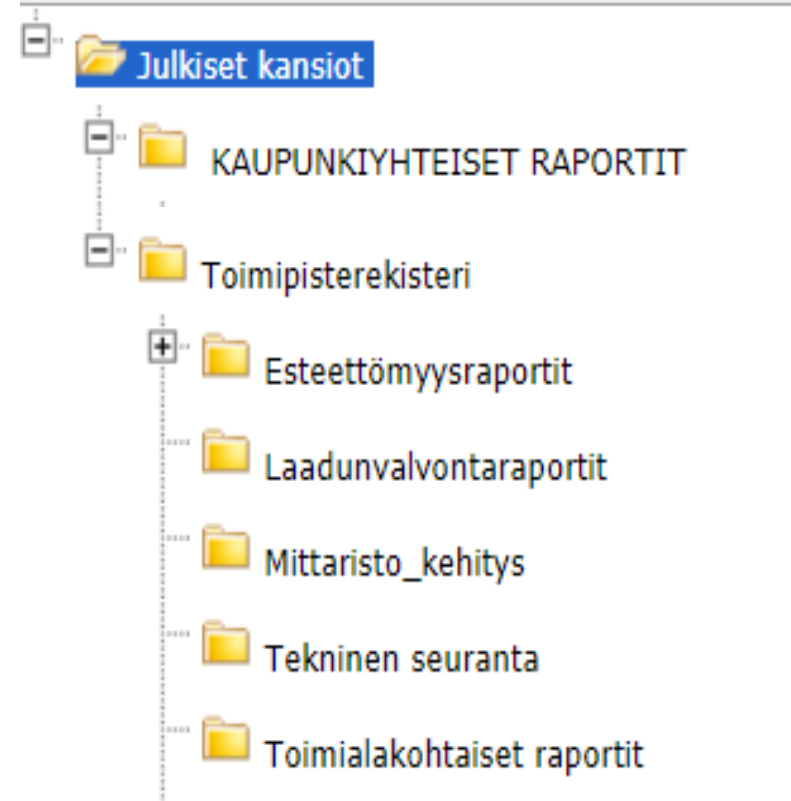 Julkiset kansiot
KAUPUNKIYHTEISET RAPORTIT
Toimipisterekisteri
Esteettömyysraportit
Laadunvalvontaraportit
Mittaristo_kehitys
Tekninen seuranta
Toimialakohtaiset raportit